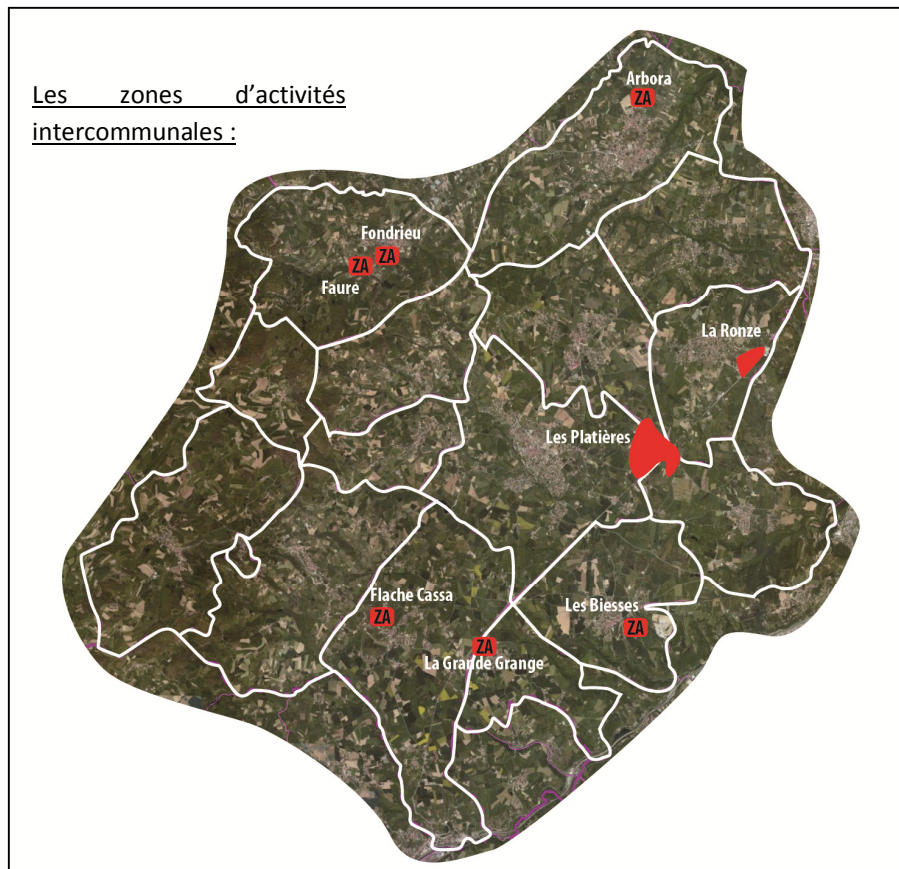 Les zones d'activités
intercommunales :
Arbora
ZA
Fondrieu
ZA
ZA
Faure
La Ronze
Les Platières
Flache Cassa
ZA
Les Biesses
ZA
ZA
La Grande Grange